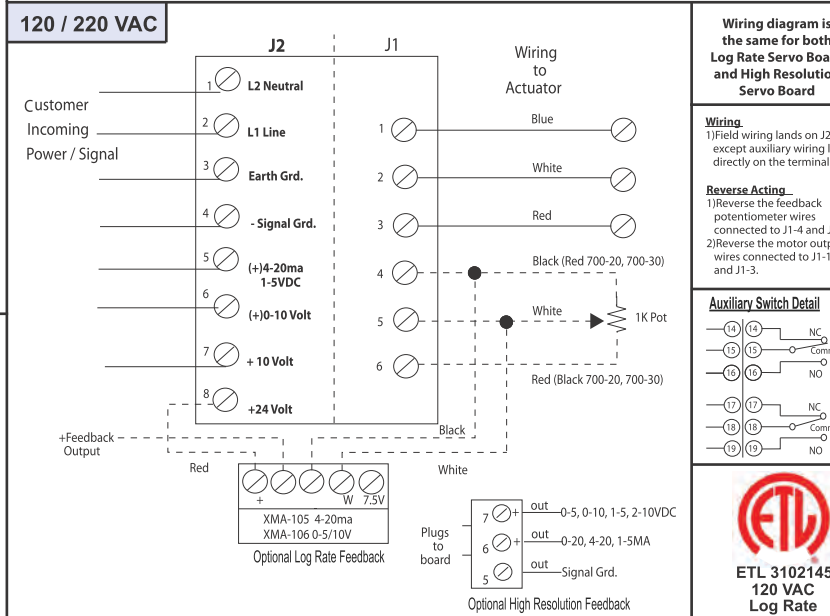 120 / 220 VAC
J2
J1
Wiring
to
Actuator
Customer
Incoming
Power / Signal
1
L2 Neutral
2
L1 Line
3
Earth Grd.
4
- Signal Grd.
5
(+)4-20ma
1-5VDC
6
(+)0-10 Volt
7
+ 10 Volt
8
+24 Volt
1
Blue
2
White
3
Red
4
Black (Red 700-20, 700-30)
5
White
1K Pot
6
Red (Black 700-20, 700-30)
+Feedback
Output
Red
Black
White
+
W
7.5V
XMA-105 4-20ma
XMA-106 0-5/10V
Optional Log Rate Feedback
Plugs
to
board
7
+
out
0-5, 0-10, 1-5, 2-10VDC
6
+
out
0-20, 4-20, 1-5MA
5
out
Signal Grd.
Optional High Resolution Feedback
Wiring diagram is
the same for both
Log Rate Servo
and High
Servo Board
Wiring
1)Field wiring lands on J2
except auxiliary wiring
directly on the terminal
Reverse Acting
1)Reverse the feedback
potentiometer wires
connected to J1-4 and
2)Reverse the motor
wires connected to J1-1
and J1-3.
Auxiliary Switch Detail
14 14 NC
15 15
16 16 NO
17 17 NC
18 18
19 19 NO
ETL
ETL 3102145
120 VAC
Log Rate